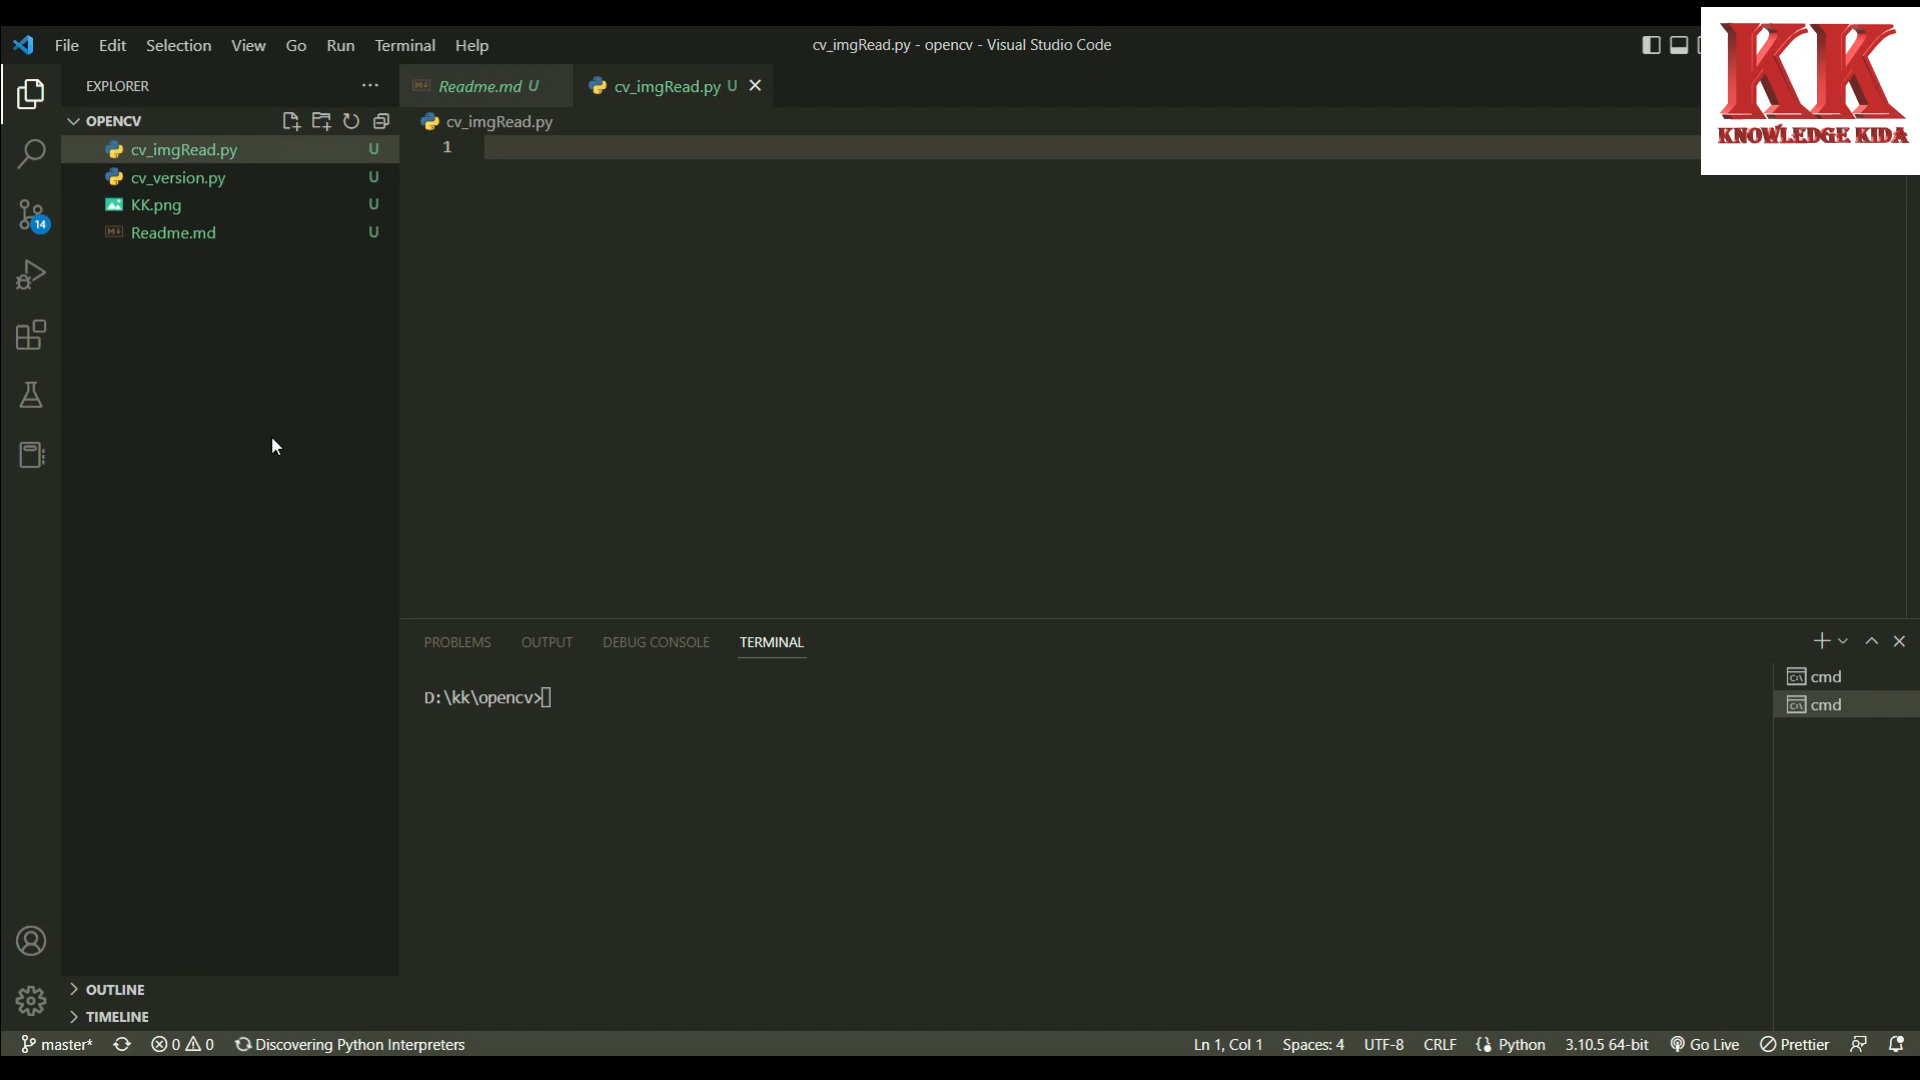 File Edit Selection View Go Run Terminal Help
cv_imgRead.py - opencv - Visual Studio Code
KK
KNOWLEDGE KIDA
EXPLORER
Readme.md U
cv_imgRead.py U
OPENCV
cv_imgRead.py
cv_imgRead.py U
1
cv_version.py U
KK.png U
Readme.md U
14
PROBLEMS OUTPUT DEBUG CONSOLE TERMINAL
D:\kk\opencv>
cmd
cmd
OUTLINE
TIMELINE
master* 0 0 Discovering Python Interpreters
Ln 1, Col 1 Spaces: 4 UTF-8 CRLF {} Python 3.10.5 64-bit Go Live Prettier